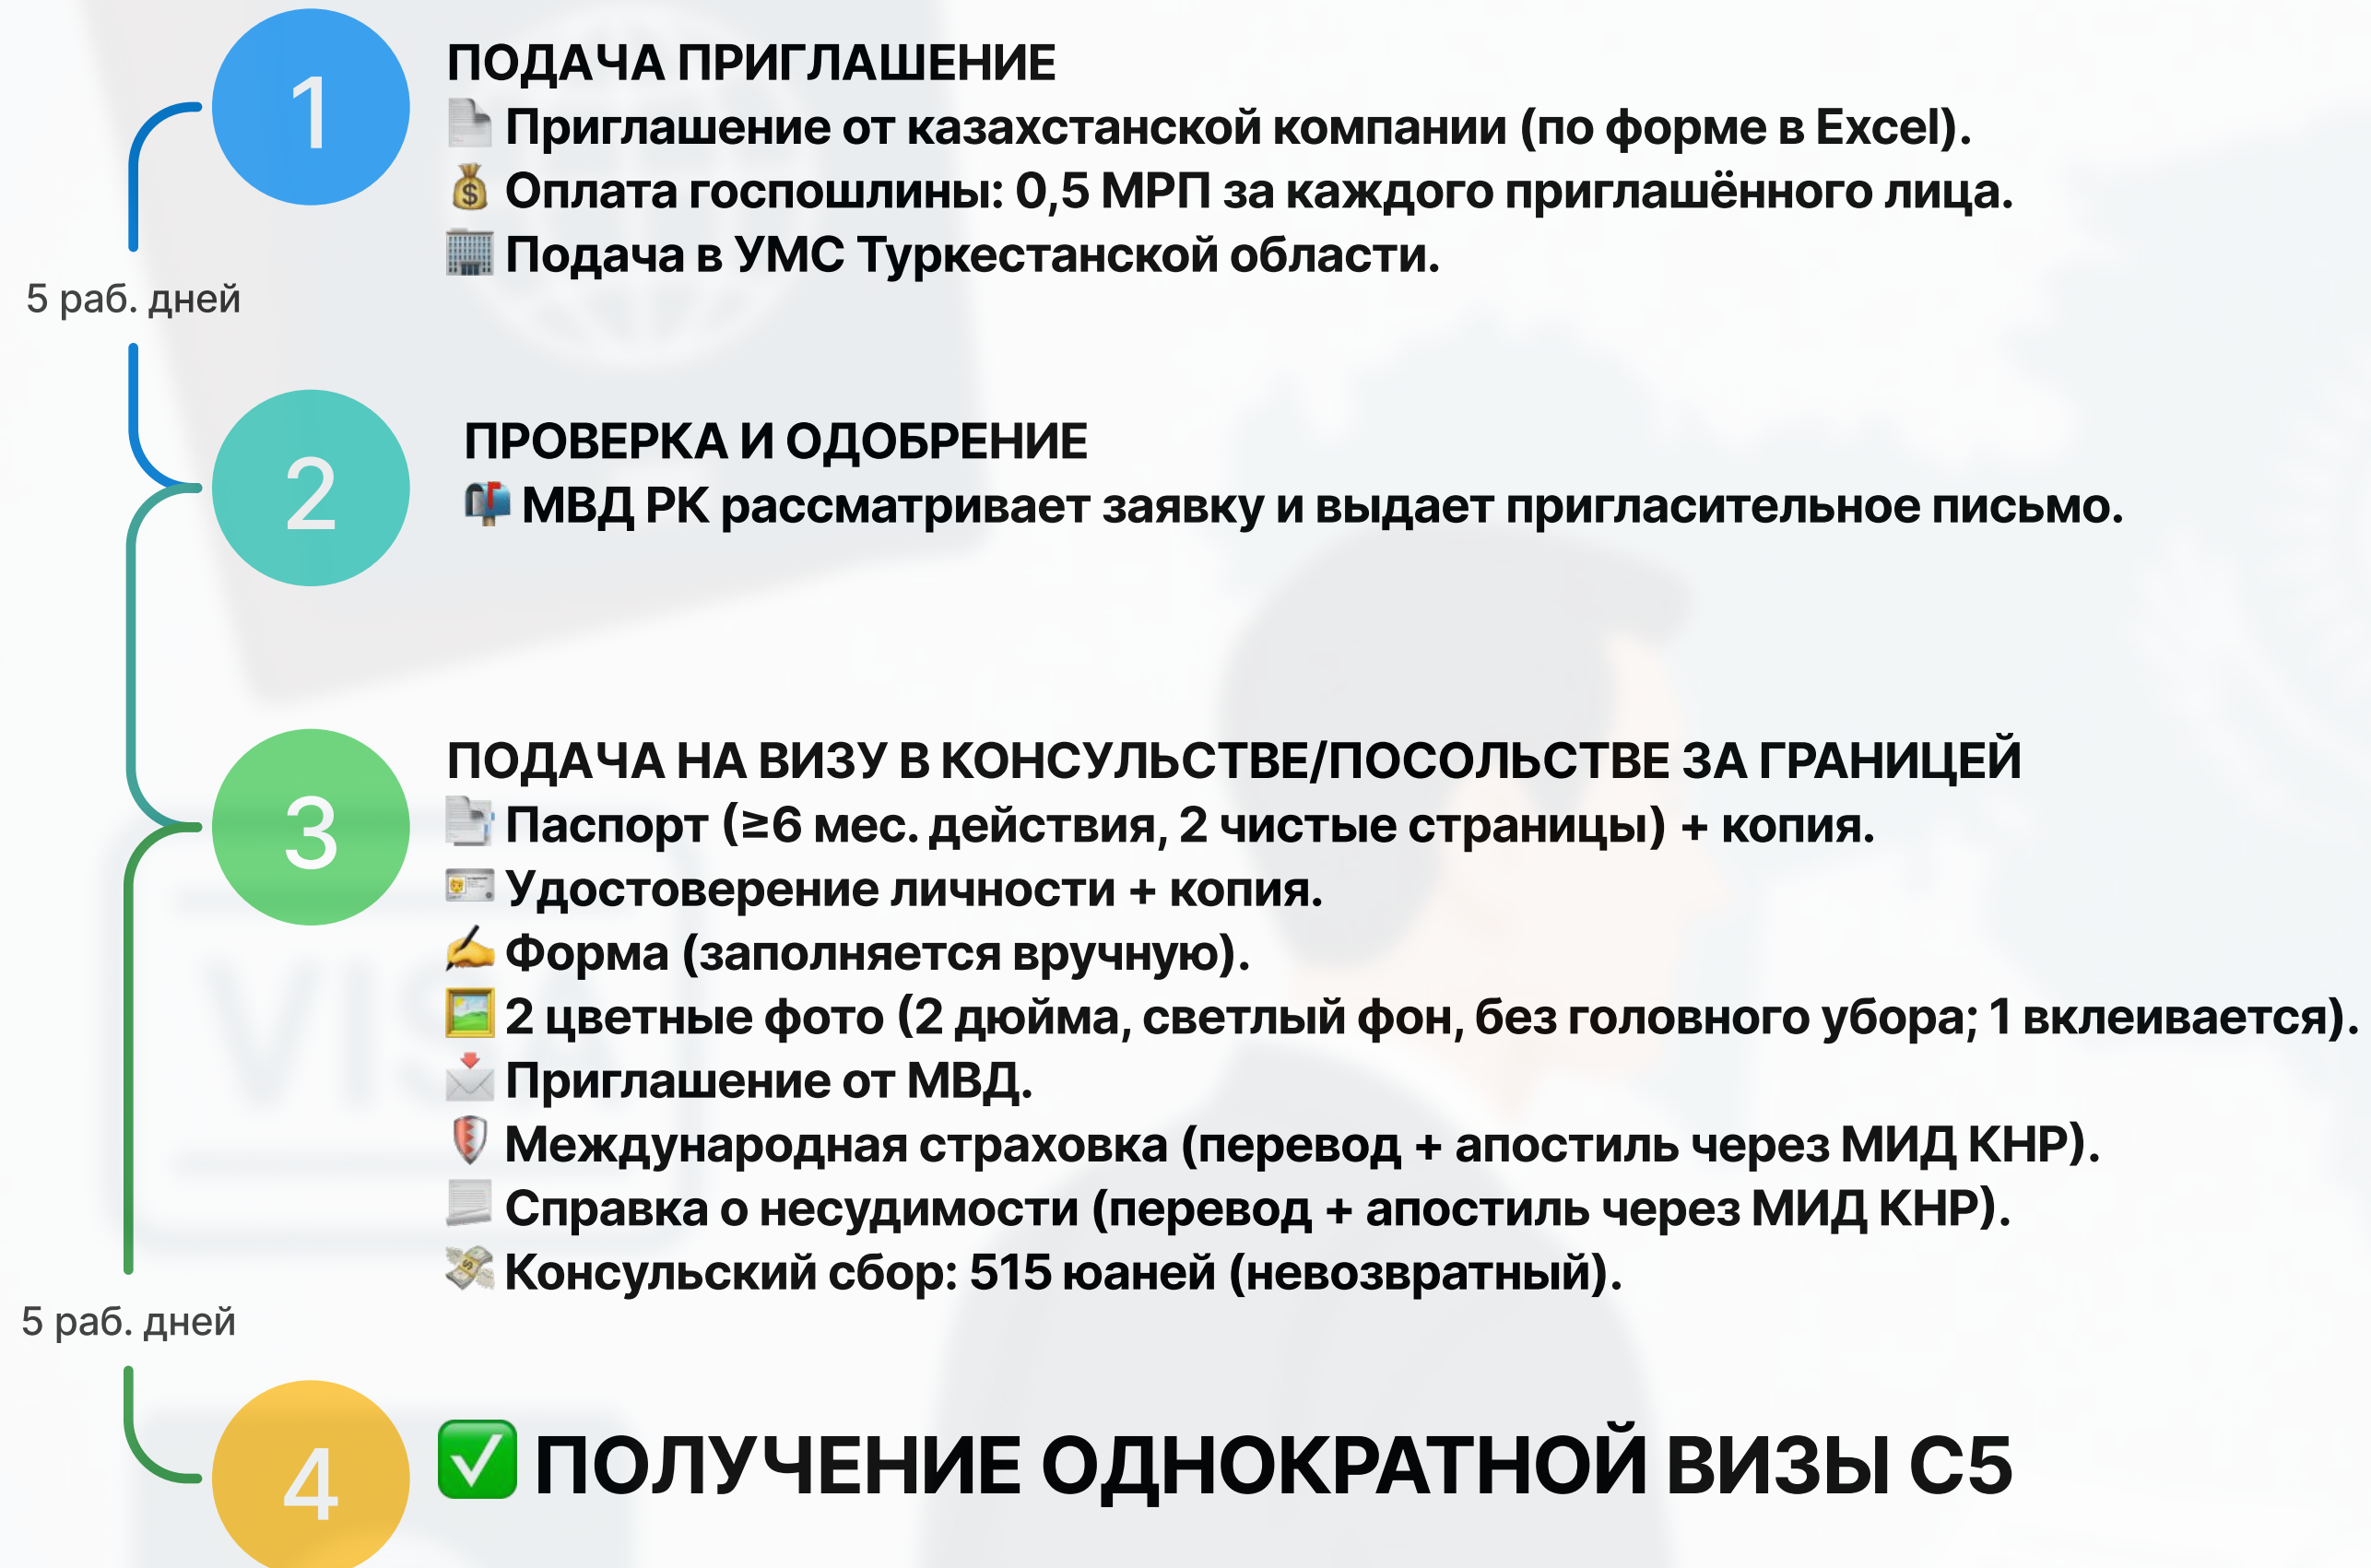 1
ПОДАЧА ПРИГЛАШЕНИЕ
Приглашение от казахстанской компании (по форме в Excel).
Оплата госпошлины: 0,5 МРП за каждого приглашённого лица.
Подача в УМС Туркестанской области.
5 раб. дней
2
ПРОВЕРКА И ОДОБРЕНИЕ
МВД РК рассматривает заявку и выдает пригласительное письмо.
3
ПОДАЧА НА ВИЗУ В КОНСУЛЬСТВЕ/ПОСОЛЬСТВЕ ЗА ГРАНИЦЕЙ
Паспорт (≥6 мес. действия, 2 чистые страницы) + копия.
Удостоверение личности + копия.
Форма (заполняется вручную).
2 цветные фото (2 дюйма, светлый фон, без головного убора; 1 вклеивается).
Приглашение от МВД.
Международная страховка (перевод + апостиль через МИД КНР).
Справка о несудимости (перевод + апостиль через МИД КНР).
Консульский сбор: 515 юаней (невозвратный).
VISA
5 раб. дней
4
ПОЛУЧЕНИЕ ОДНОКРАТНОЙ ВИЗЫ С5